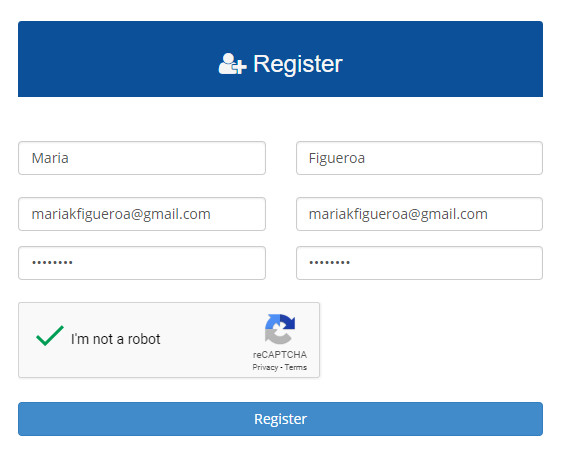 Register
Maria Figueroa
mariakfigueroa@gmail.com mariakfigueroa@gmail.com
•••••••• ••••••••
I'm not a robot
reCAPTCHA
Privacy - Terms
Register